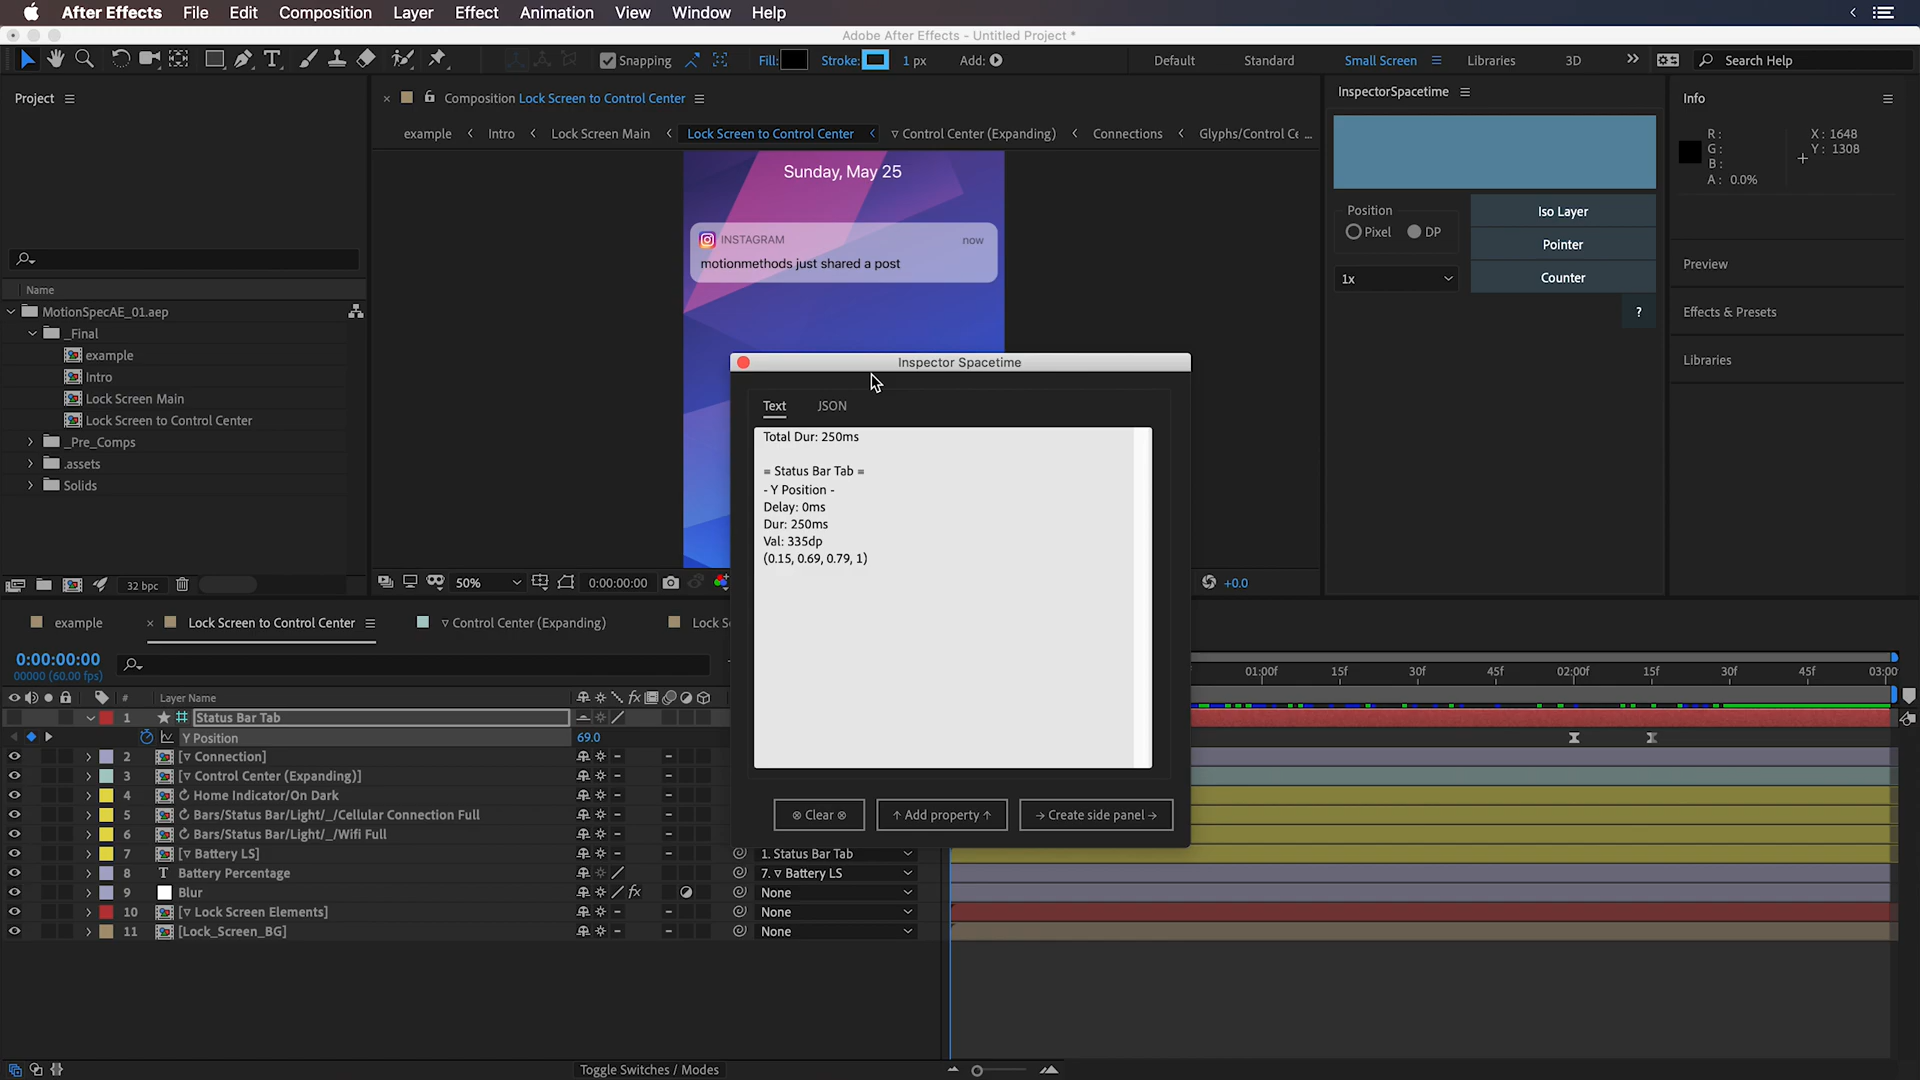 After Effects File Edit Composition Layer Effect Animation View Window Help
Adobe After Effects - Untitled Project *
Snapping Fill: Stroke: 1 px Add: Default Standard Small Screen Libraries 3D Search Help
Project
Composition Lock Screen to Control Center
example Intro Lock Screen Main Lock Screen to Control Center Control Center (Expanding) Connections Glyphs/Control Ce ...
Name
MotionSpecAE_01.aep
_Final
example
Intro
Lock Screen Main
Lock Screen to Control Center
_Pre_Comps
.assets
Solids
32 bpc
Sunday, May 25
INSTAGRAM now
motionmethods just shared a post
50% 0:00:00:00 +0.0
InspectorSpacetime
Position
Pixel DP
1x
Iso Layer
Pointer
Counter
?
Info
R:
G:
B:
A: 0.0%
X: 1648
Y: 1308
Preview
Effects & Presets
Libraries
Inspector Spacetime
Text JSON
Total Dur: 250ms
= Status Bar Tab =
- Y Position -
Delay: 0ms
Dur: 250ms
Val: 335dp
(0.15, 0.69, 0.79, 1)
⊗ Clear ⊗ ↑ Add property ↑ → Create side panel →
example Lock Screen to Control Center Control Center (Expanding) Lock S
0:00:00:00
00000 (60.00 fps)
01:00f 15f 30f 45f 02:00f 15f 30f 45f 03:00
# Layer Name
1 Status Bar Tab
Y Position 69.0
2 [▿ Connection]
3 [▿ Control Center (Expanding)]
4 Home Indicator/On Dark
5 Bars/Status Bar/Light/_/Cellular Connection Full
6 Bars/Status Bar/Light/_/Wifi Full
7 [▿ Battery LS] 1. Status Bar Tab
8 T Battery Percentage 7. ▿ Battery LS
9 Blur fx None
10 [▿ Lock Screen Elements] None
11 [Lock_Screen_BG] None
Toggle Switches / Modes